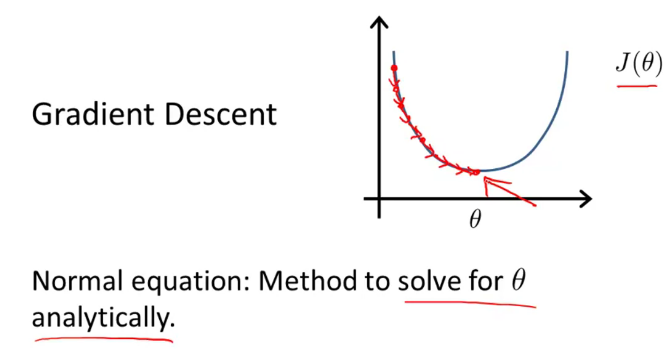 J(θ)
Gradient Descent
θ
Normal equation: Method to solve for θ
analytically.